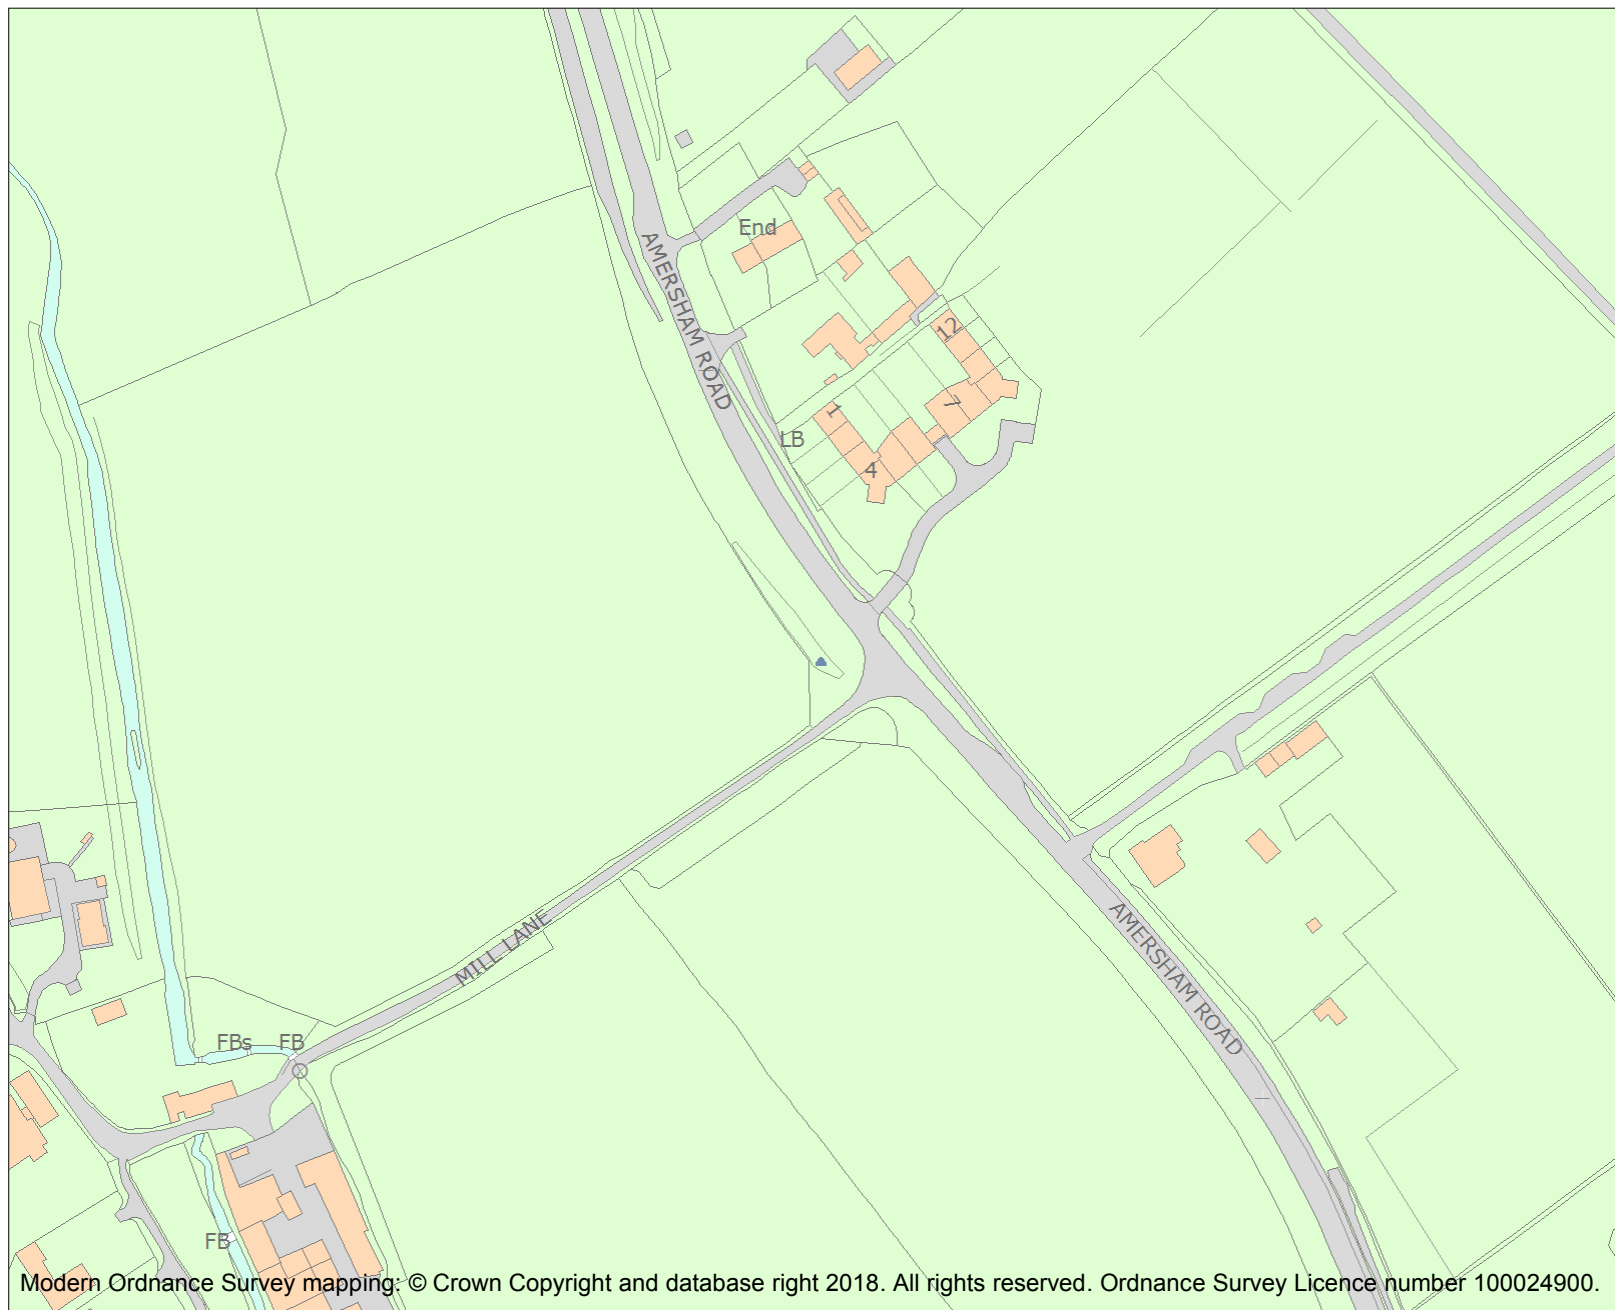 End
AMERSHAM ROAD
12
7
1
LB
4
MILL LANE
AMERSHAM ROAD
FBs
FB
FB
Modern Ordnance Survey mapping: © Crown Copyright and database right 2018. All rights reserved. Ordnance Survey Licence number 100024900.